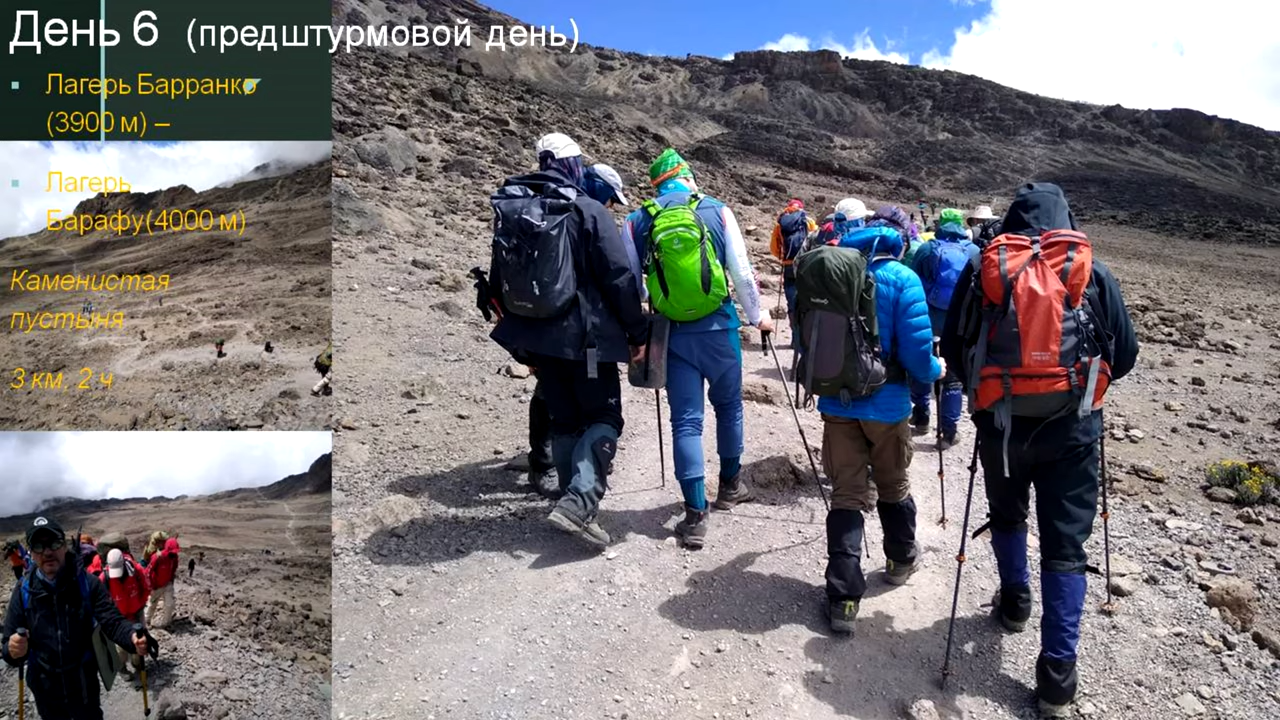 День 6 (предштурмовой день)
Лагерь Барранко
(3900 м) –
Лагерь
Барафу(4000 м)
Каменистая
пустыня
3 км, 2 ч